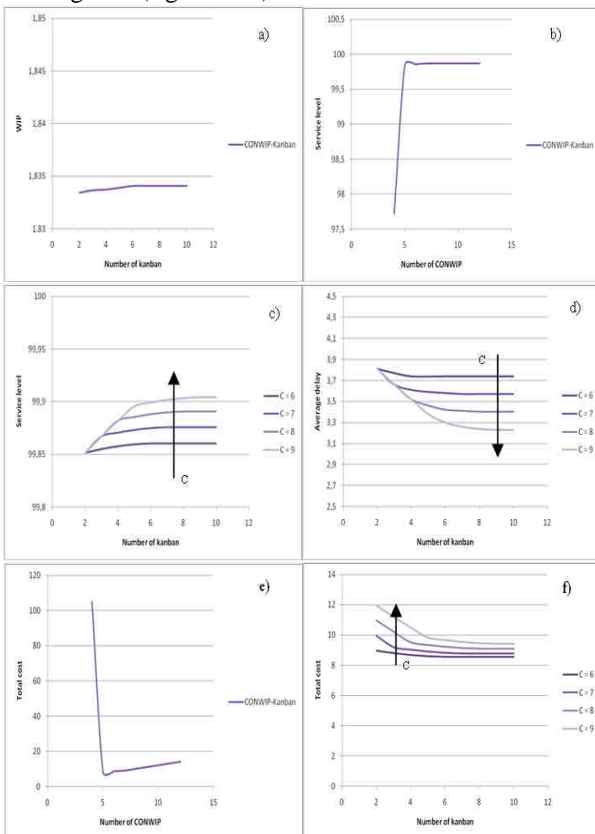 1,85
1,845
1,84
1,835
1,83
WIP
0 2 4 6 8 10 12
Number of kanban
CONWIP-Kanban
a)
100,5
100
99,5
99
98,5
98
97,5
Service level
0 5 10 15
Number of CONWIP
CONWIP-Kanban
b)
100
99,95
99,9
99,85
99,8
Service level
0 2 4 6 8 10 12
Number of kanban
C
C = 6
C = 7
C = 8
C = 9
c)
4,5
4,3
4,1
3,9
3,7
3,5
3,3
3,1
2,9
2,7
2,5
Average delay
0 2 4 6 8 10 12
Number of kanban
C
C = 6
C = 7
C = 8
C = 9
d)
120
100
80
60
40
20
0
Total cost
0 5 10 15
Number of CONWIP
CONWIP-Kanban
e)
14
12
10
8
6
4
2
0
Total cost
0 2 4 6 8 10 12
Number of kanban
C
C = 6
C = 7
C = 8
C = 9
f)